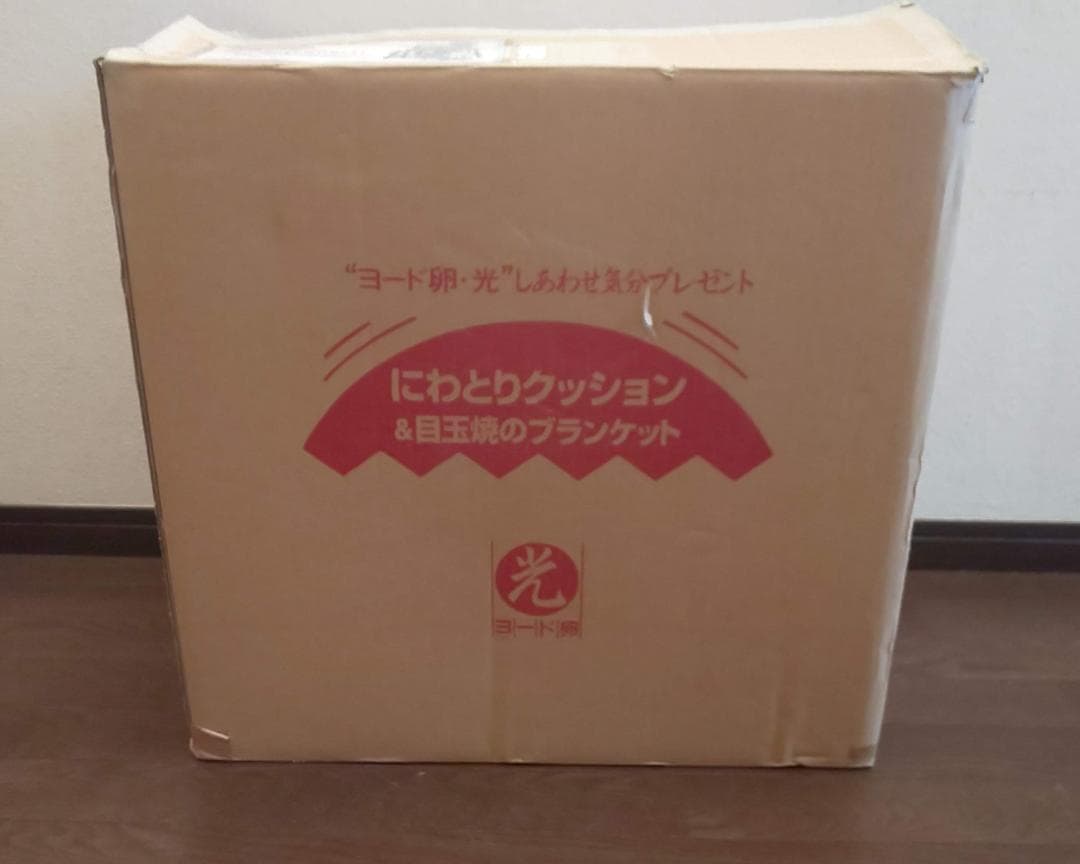 “ヨード卵・光”しあわせ気分プレゼント
にわとりクッション
&目玉焼のブランケット
光
ヨード卵